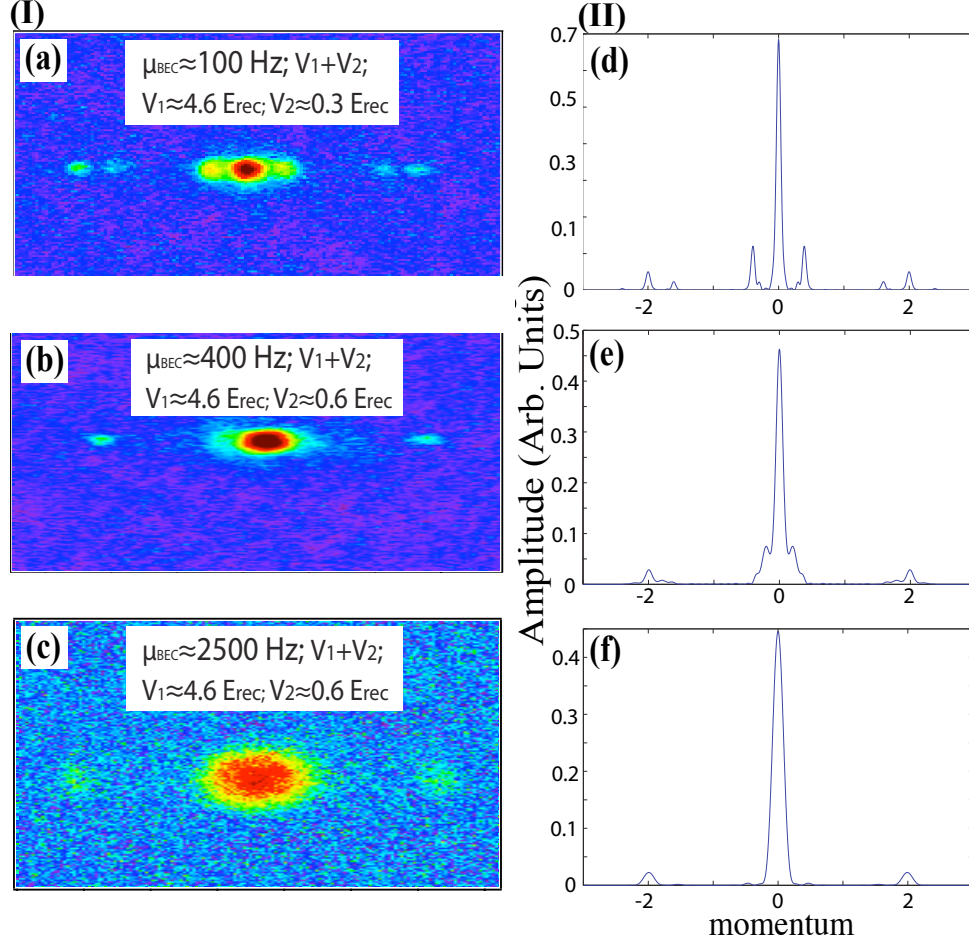 (I)
(a)
μBEC≈100 Hz; V1+V2;
V1≈4.6 Erec; V2≈0.3 Erec
(b)
μBEC≈400 Hz; V1+V2;
V1≈4.6 Erec; V2≈0.6 Erec
(c)
μBEC≈2500 Hz; V1+V2;
V1≈4.6 Erec; V2≈0.6 Erec
(II)
Amplitude (Arb. Units)
(d)
0.7
0.3
0.1
0
-2 0 2
(e)
0.5
0.4
0.3
0.2
0.1
0
-2 0 2
(f)
0.4
0.3
0.2
0.1
0
-2 0 2
momentum